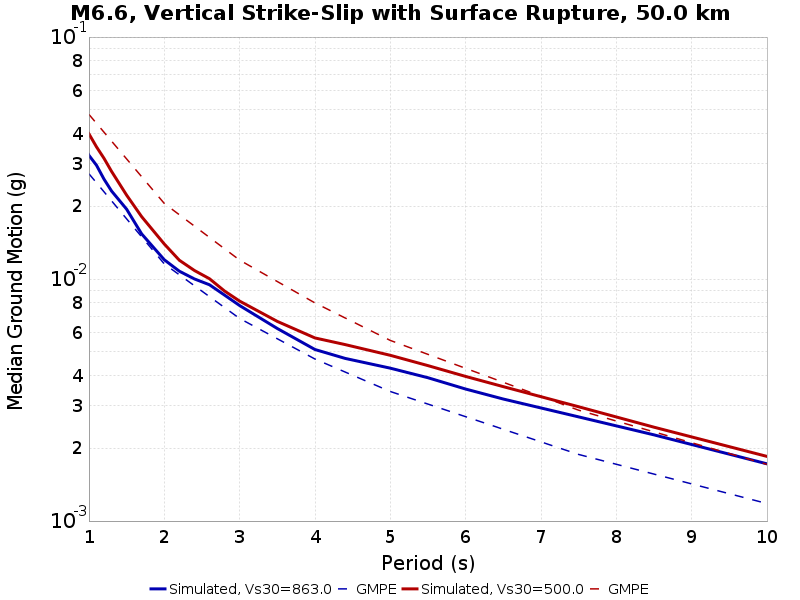 M6.6, Vertical Strike-Slip with Surface Rupture, 50.0 km
10^-1
8
6
4
3
2
10^-2
8
6
4
3
2
10^-3
Median Ground Motion (g)
1 2 3 4 5 6 7 8 9 10
Period (s)
Simulated, Vs30=863.0 GMPE Simulated, Vs30=500.0 GMPE